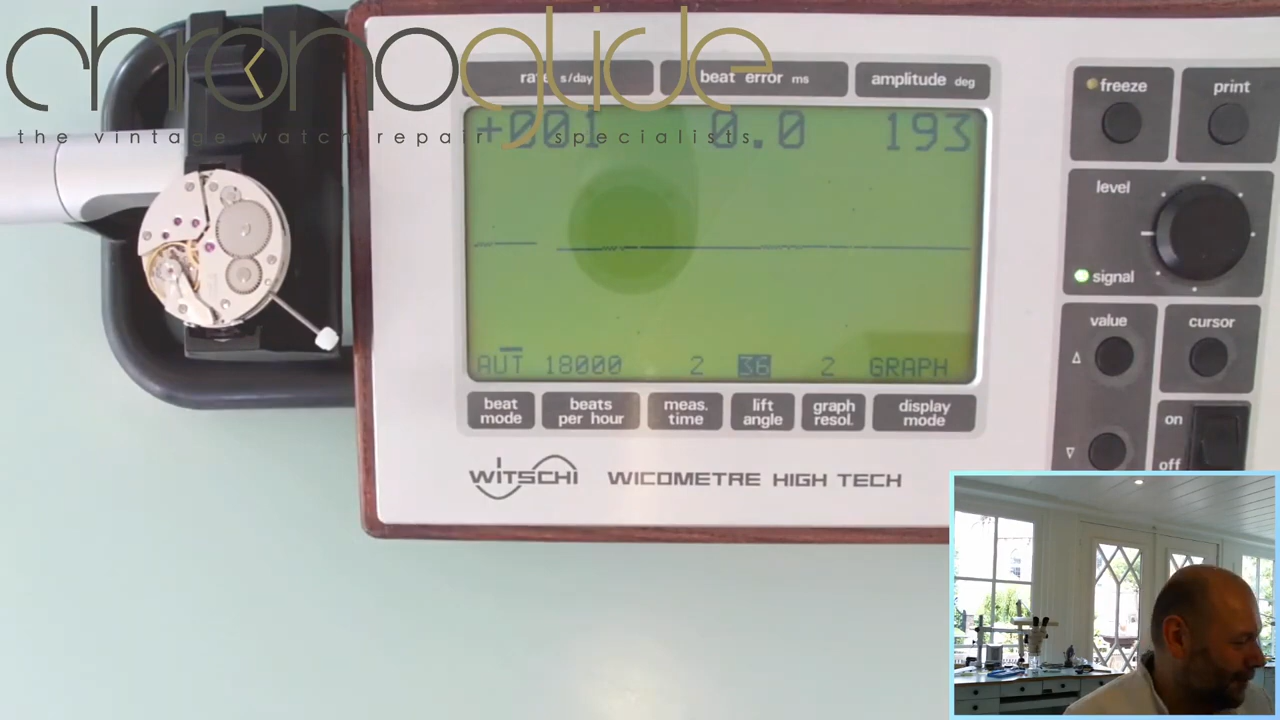 chronoglide
the vintage watch repair specialists
rate s/day beat error ms amplitude deg
+001 0.0 193
freeze print
level
signal
value cursor
AUT 18000 2 36 2 GRAPH
beat mode beats per hour meas. time lift angle graph resol. display mode
on
off
WITSCHI WICOMETRE HIGH TECH